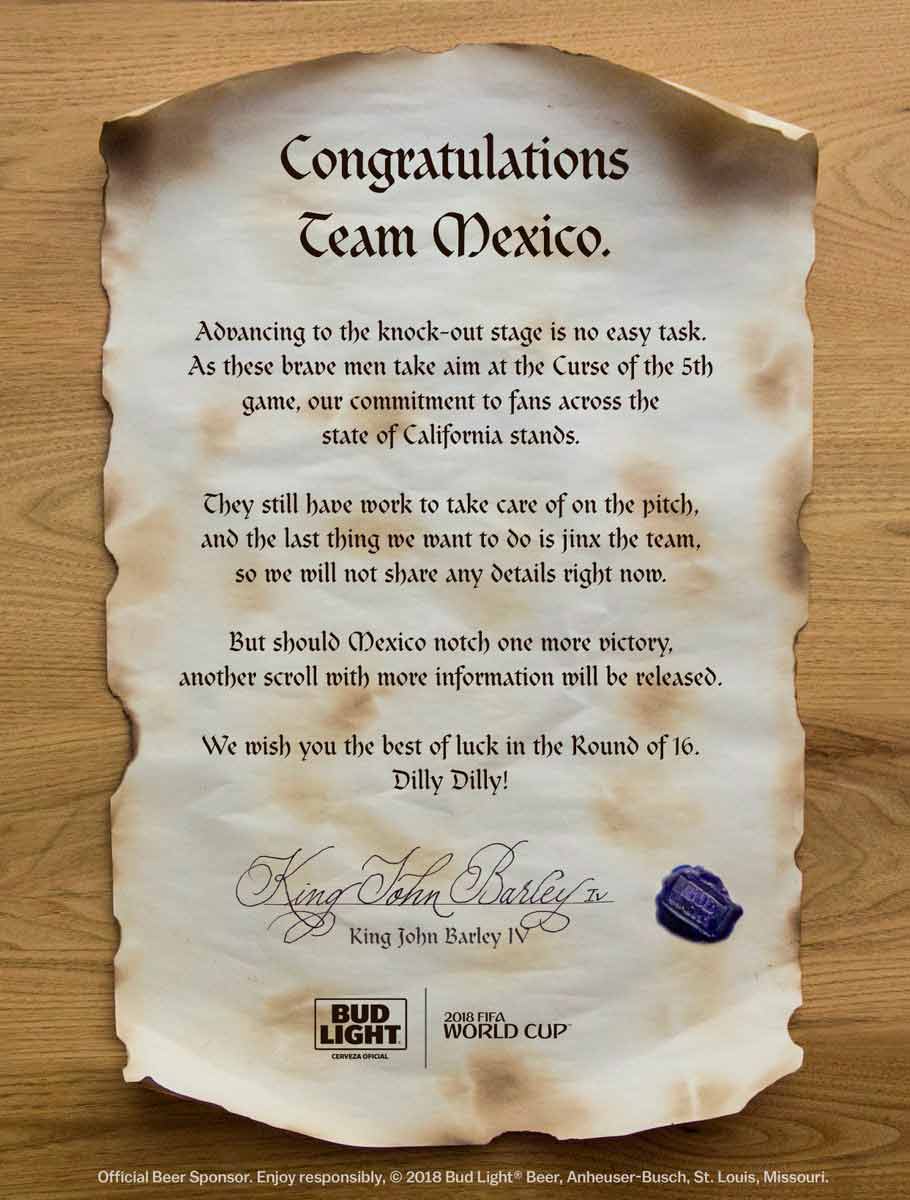 Congratulations
Team Mexico.
Advancing to the knock-out stage is no easy task.
As these brave men take aim at the Curse of the 5th
game, our commitment to fans across the
state of California stands.
They still have work to take care of on the pitch,
and the last thing we want to do is jinx the team,
so we will not share any details right now.
But should Mexico notch one more victory,
another scroll with more information will be released.
We wish you the best of luck in the Round of 16.
Dilly Dilly!
King John Barley IV
King John Barley IV
BUD
BUD
LIGHT
CERVEZA OFICIAL
2018 FIFA
WORLD CUP™
Official Beer Sponsor. Enjoy responsibly, © 2018 Bud Light® Beer, Anheuser-Busch, St. Louis, Missouri.